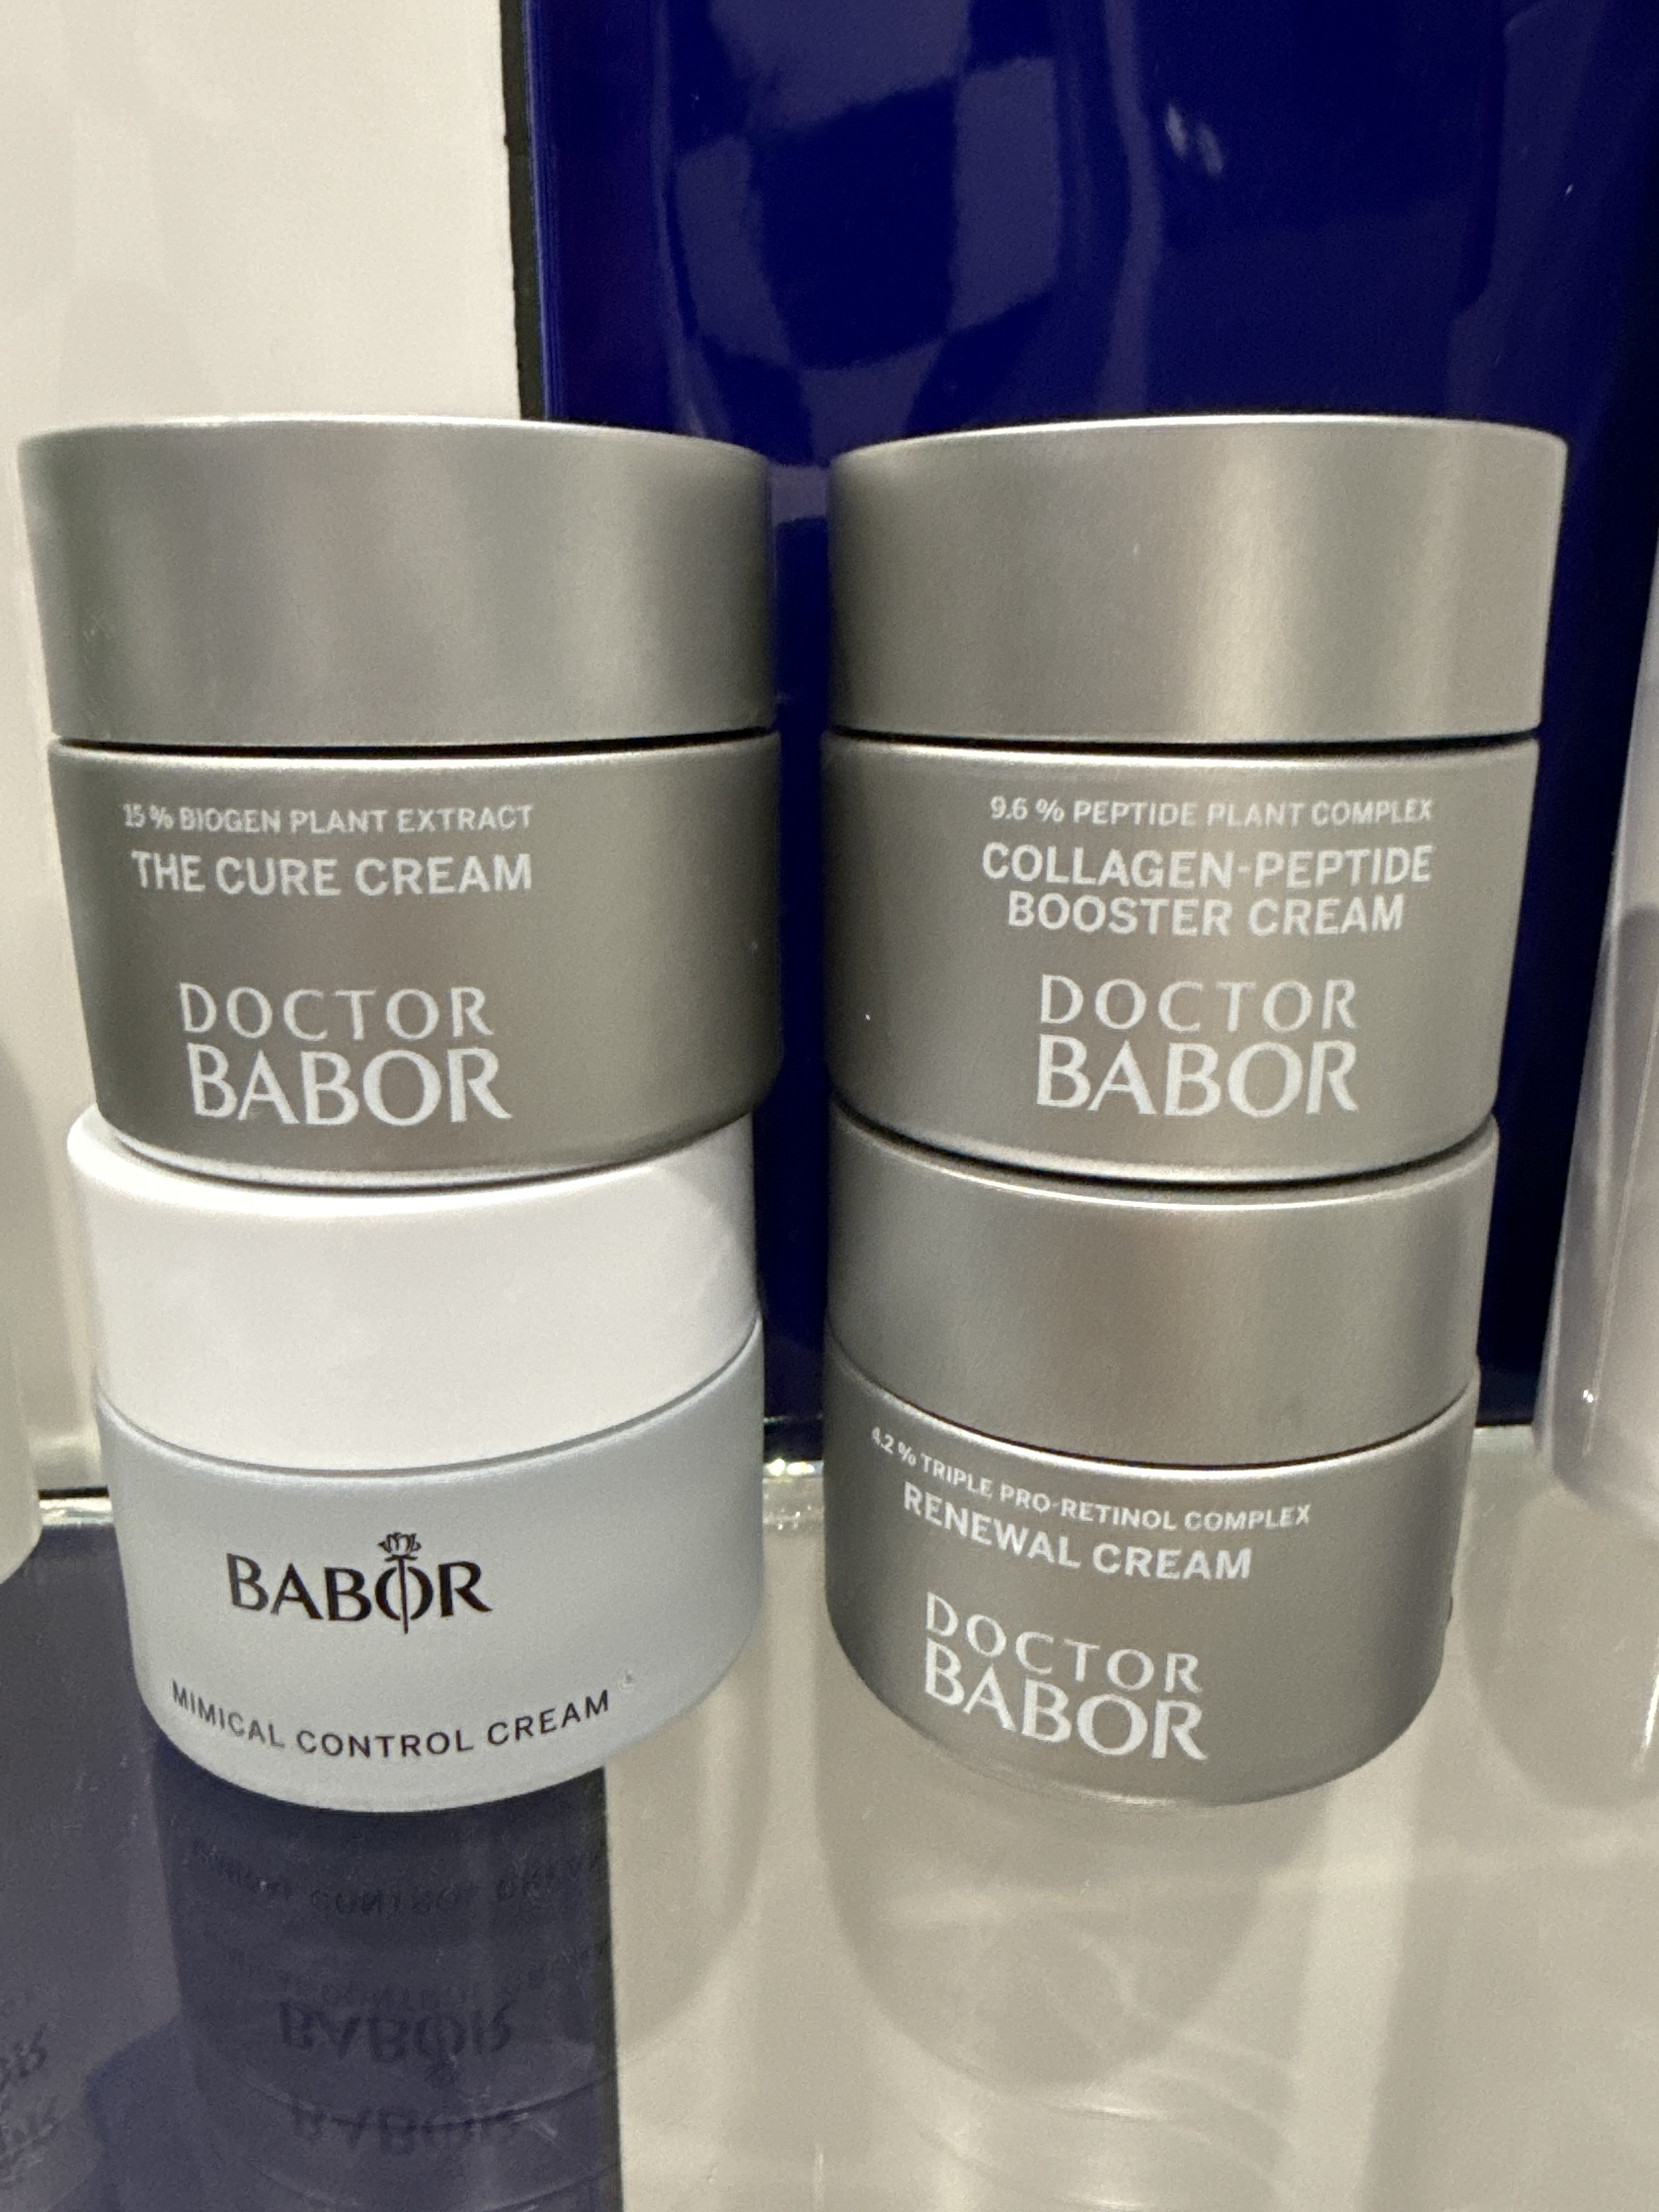 15 % BIOGEN PLANT EXTRACT
THE CURE CREAM
DOCTOR
BABOR
9.6 % PEPTIDE PLANT COMPLEX
COLLAGEN-PEPTIDE
BOOSTER CREAM
DOCTOR
BABOR
BABOR
MIMICAL CONTROL CREAM
4.2 % TRIPLE PRO-RETINOL COMPLEX
RENEWAL CREAM
DOCTOR
BABOR